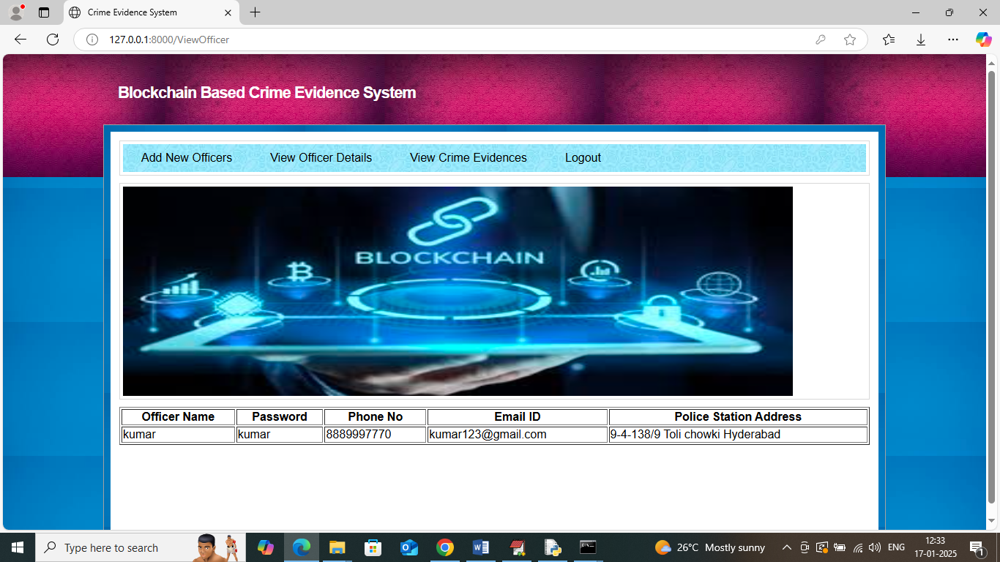 Crime Evidence System
127.0.0.1:8000/ViewOfficer
Blockchain Based Crime Evidence System
Add New Officers View Officer Details View Crime Evidences Logout
BLOCKCHAIN
Officer Name Password Phone No Email ID Police Station Address
kumar kumar 8889997770 kumar123@gmail.com 9-4-138/9 Toli chowki Hyderabad
Type here to search
26°C Mostly sunny
ENG
12:33
17-01-2025
1